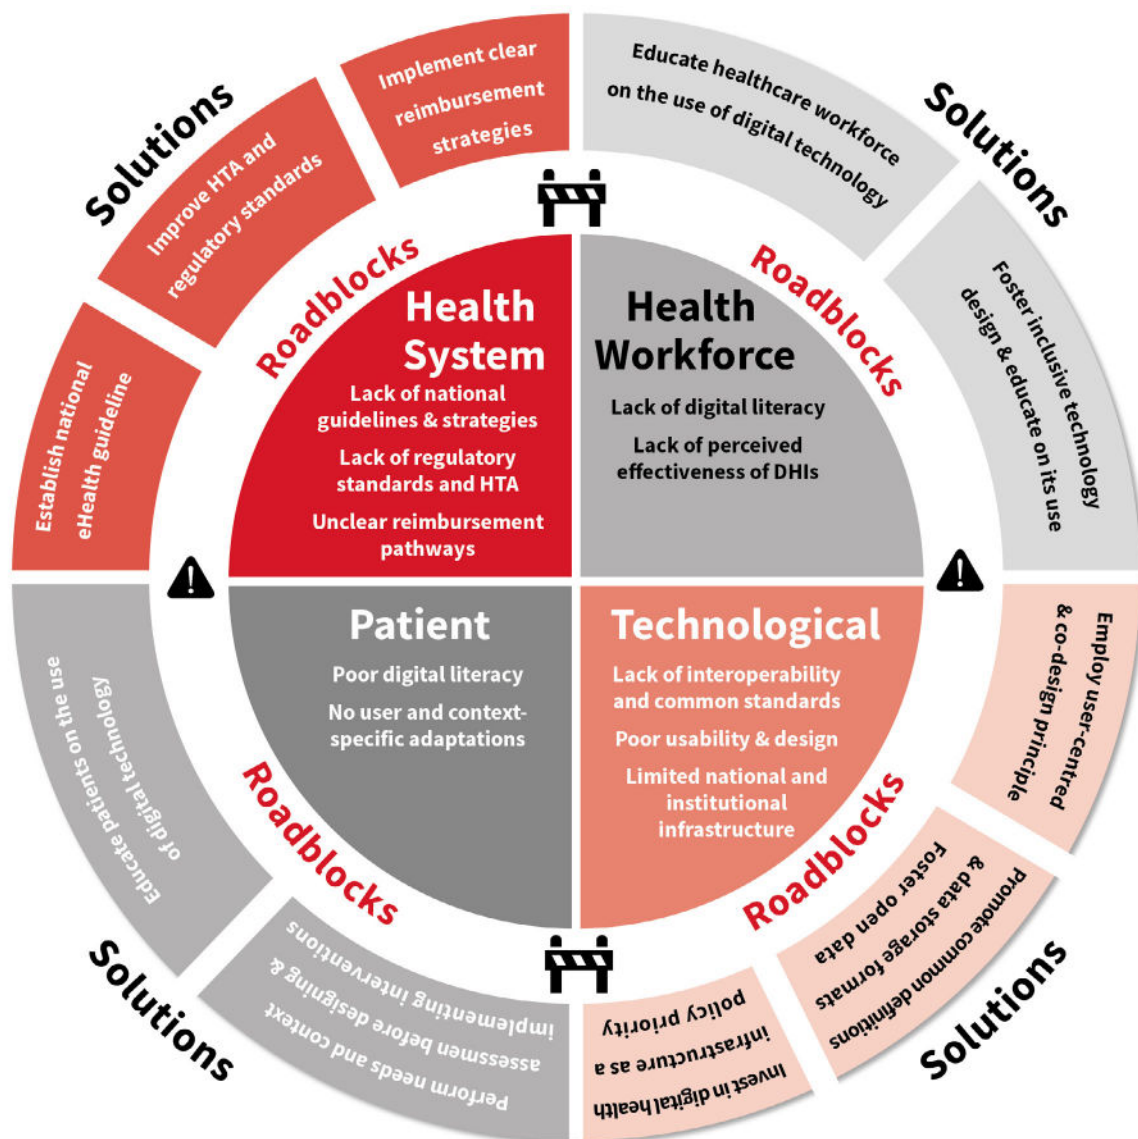 Solutions
Implement clear
reimbursement
strategies
Improve HTA and
regulatory standards
Establish national
eHealth guideline
Roadblocks
Health
System
Lack of national
guidelines & strategies
Lack of regulatory
standards and HTA
Unclear reimbursement
pathways
Solutions
Educate healthcare workforce
on the use of digital technology
Foster inclusive technology
design & educate on its use
Roadblocks
Health
Workforce
Lack of digital literacy
Lack of perceived
effectiveness of DHIs
Patient
Poor digital literacy
No user and context-
specific adaptations
Roadblocks
Educate patients on the use
of digital technology
Perform needs and context
assessmen before designing &
implementing interventions
Solutions
Technological
Lack of interoperability
and common standards
Poor usability & design
Limited national and
institutional
infrastructure
Roadblocks
Employ user-centred
& co-design principle
Promote common definitions
& data storage formats
Foster open data
Invest in digital health
infrastructure as a
policy priority
Solutions